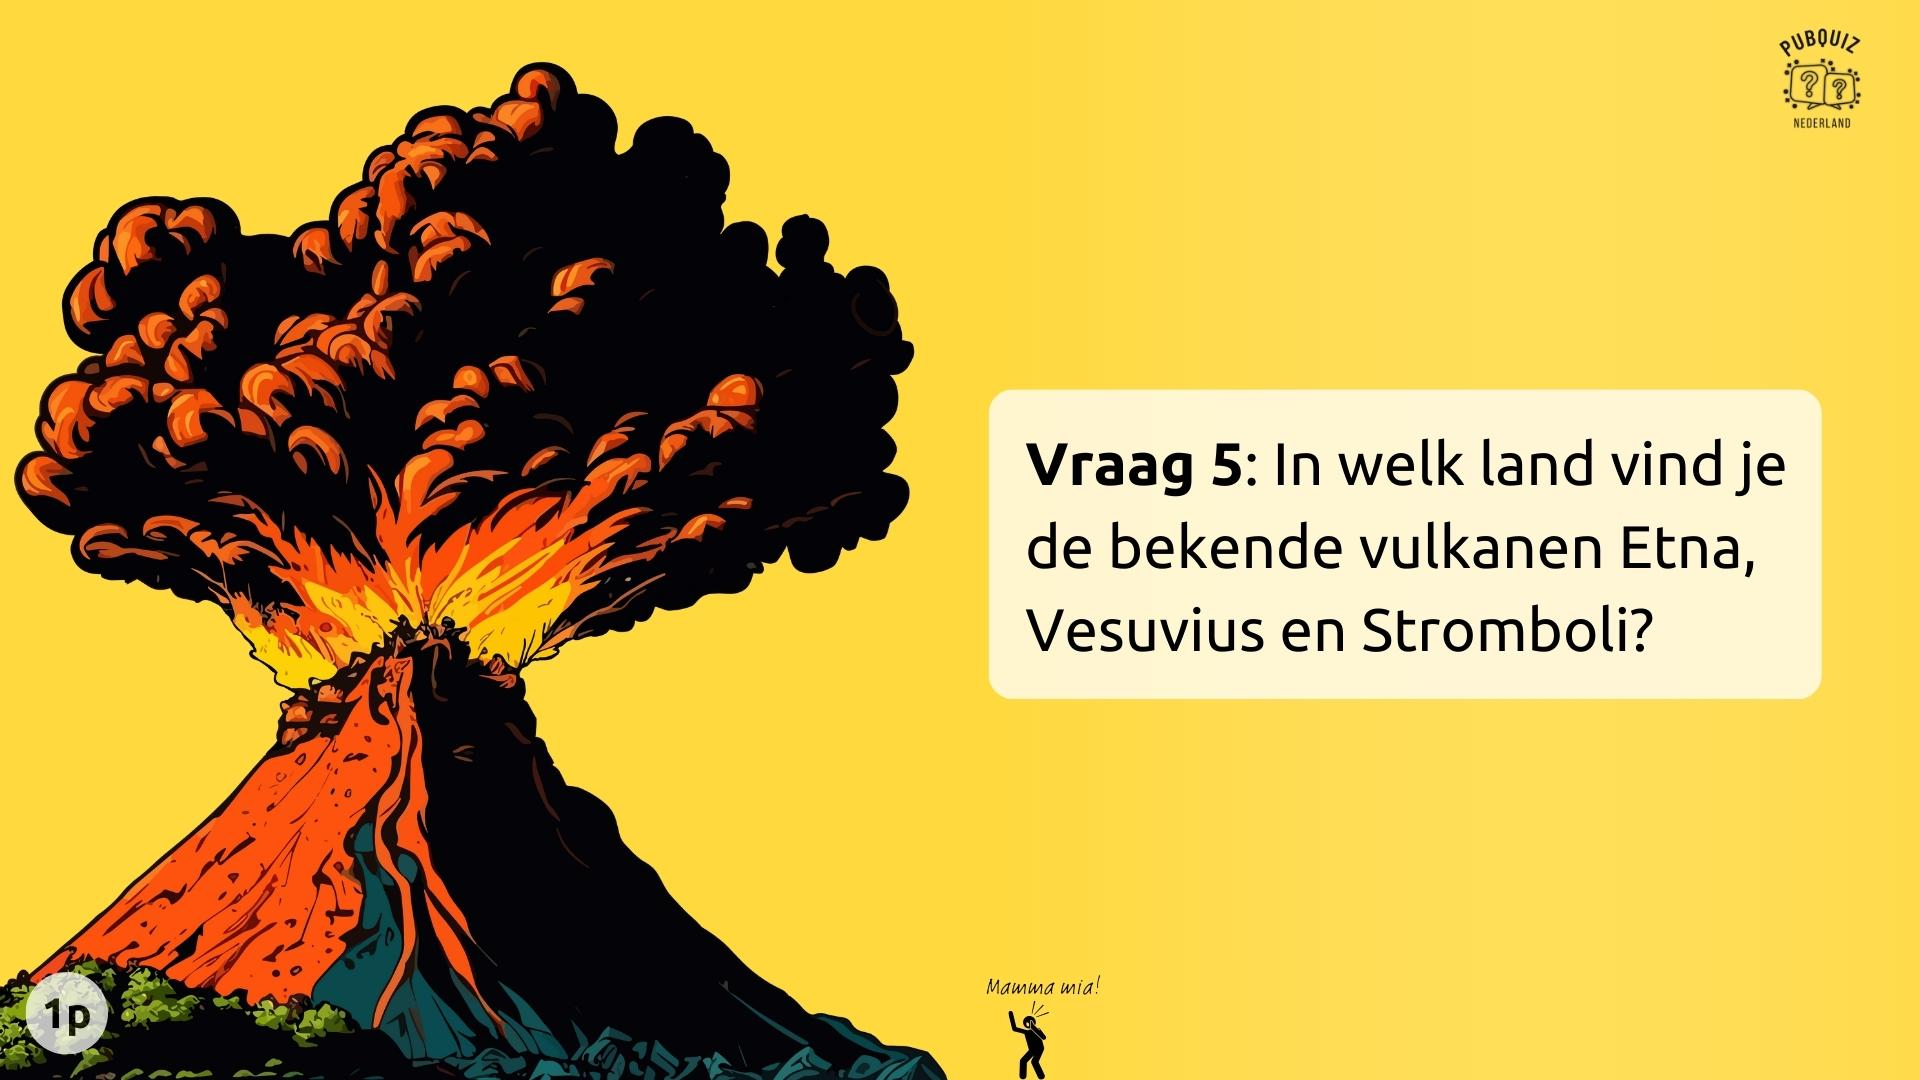 PUBQUIZ
? ?
NEDERLAND
Vraag 5: In welk land vind je
de bekende vulkanen Etna,
Vesuvius en Stromboli?
Mamma mia!
1p